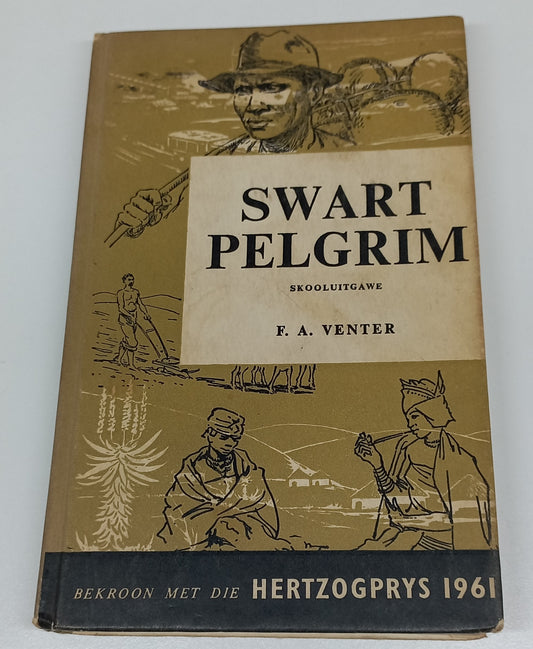 SWART
PELGRIM
SKOOLUITGAWE
F. A. VENTER
BEKROON MET DIE HERTZOGPRYS 1961